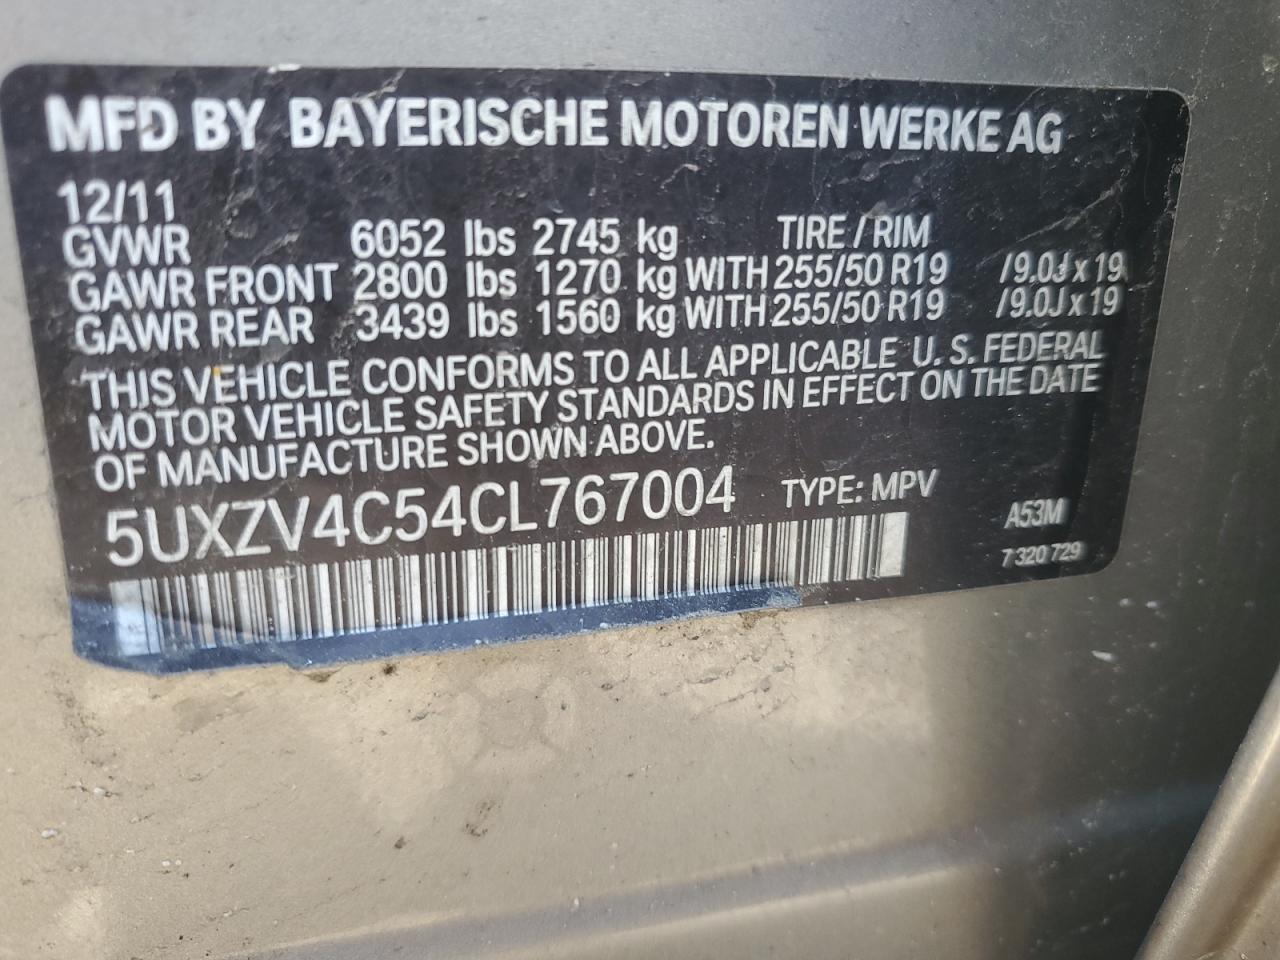 MFD BY BAYERISCHE MOTOREN WERKE AG
12/11
GVWR 6052 lbs 2745 kg TIRE / RIM
GAWR FRONT 2800 lbs 1270 kg WITH 255/50 R19 /9.0J x 19
GAWR REAR 3439 lbs 1560 kg WITH 255/50 R19 /9.0J x 19
THIS VEHICLE CONFORMS TO ALL APPLICABLE U. S. FEDERAL
MOTOR VEHICLE SAFETY STANDARDS IN EFFECT ON THE DATE
OF MANUFACTURE SHOWN ABOVE.
5UXZV4C54CL767004 TYPE: MPV
A53M
7 320 729